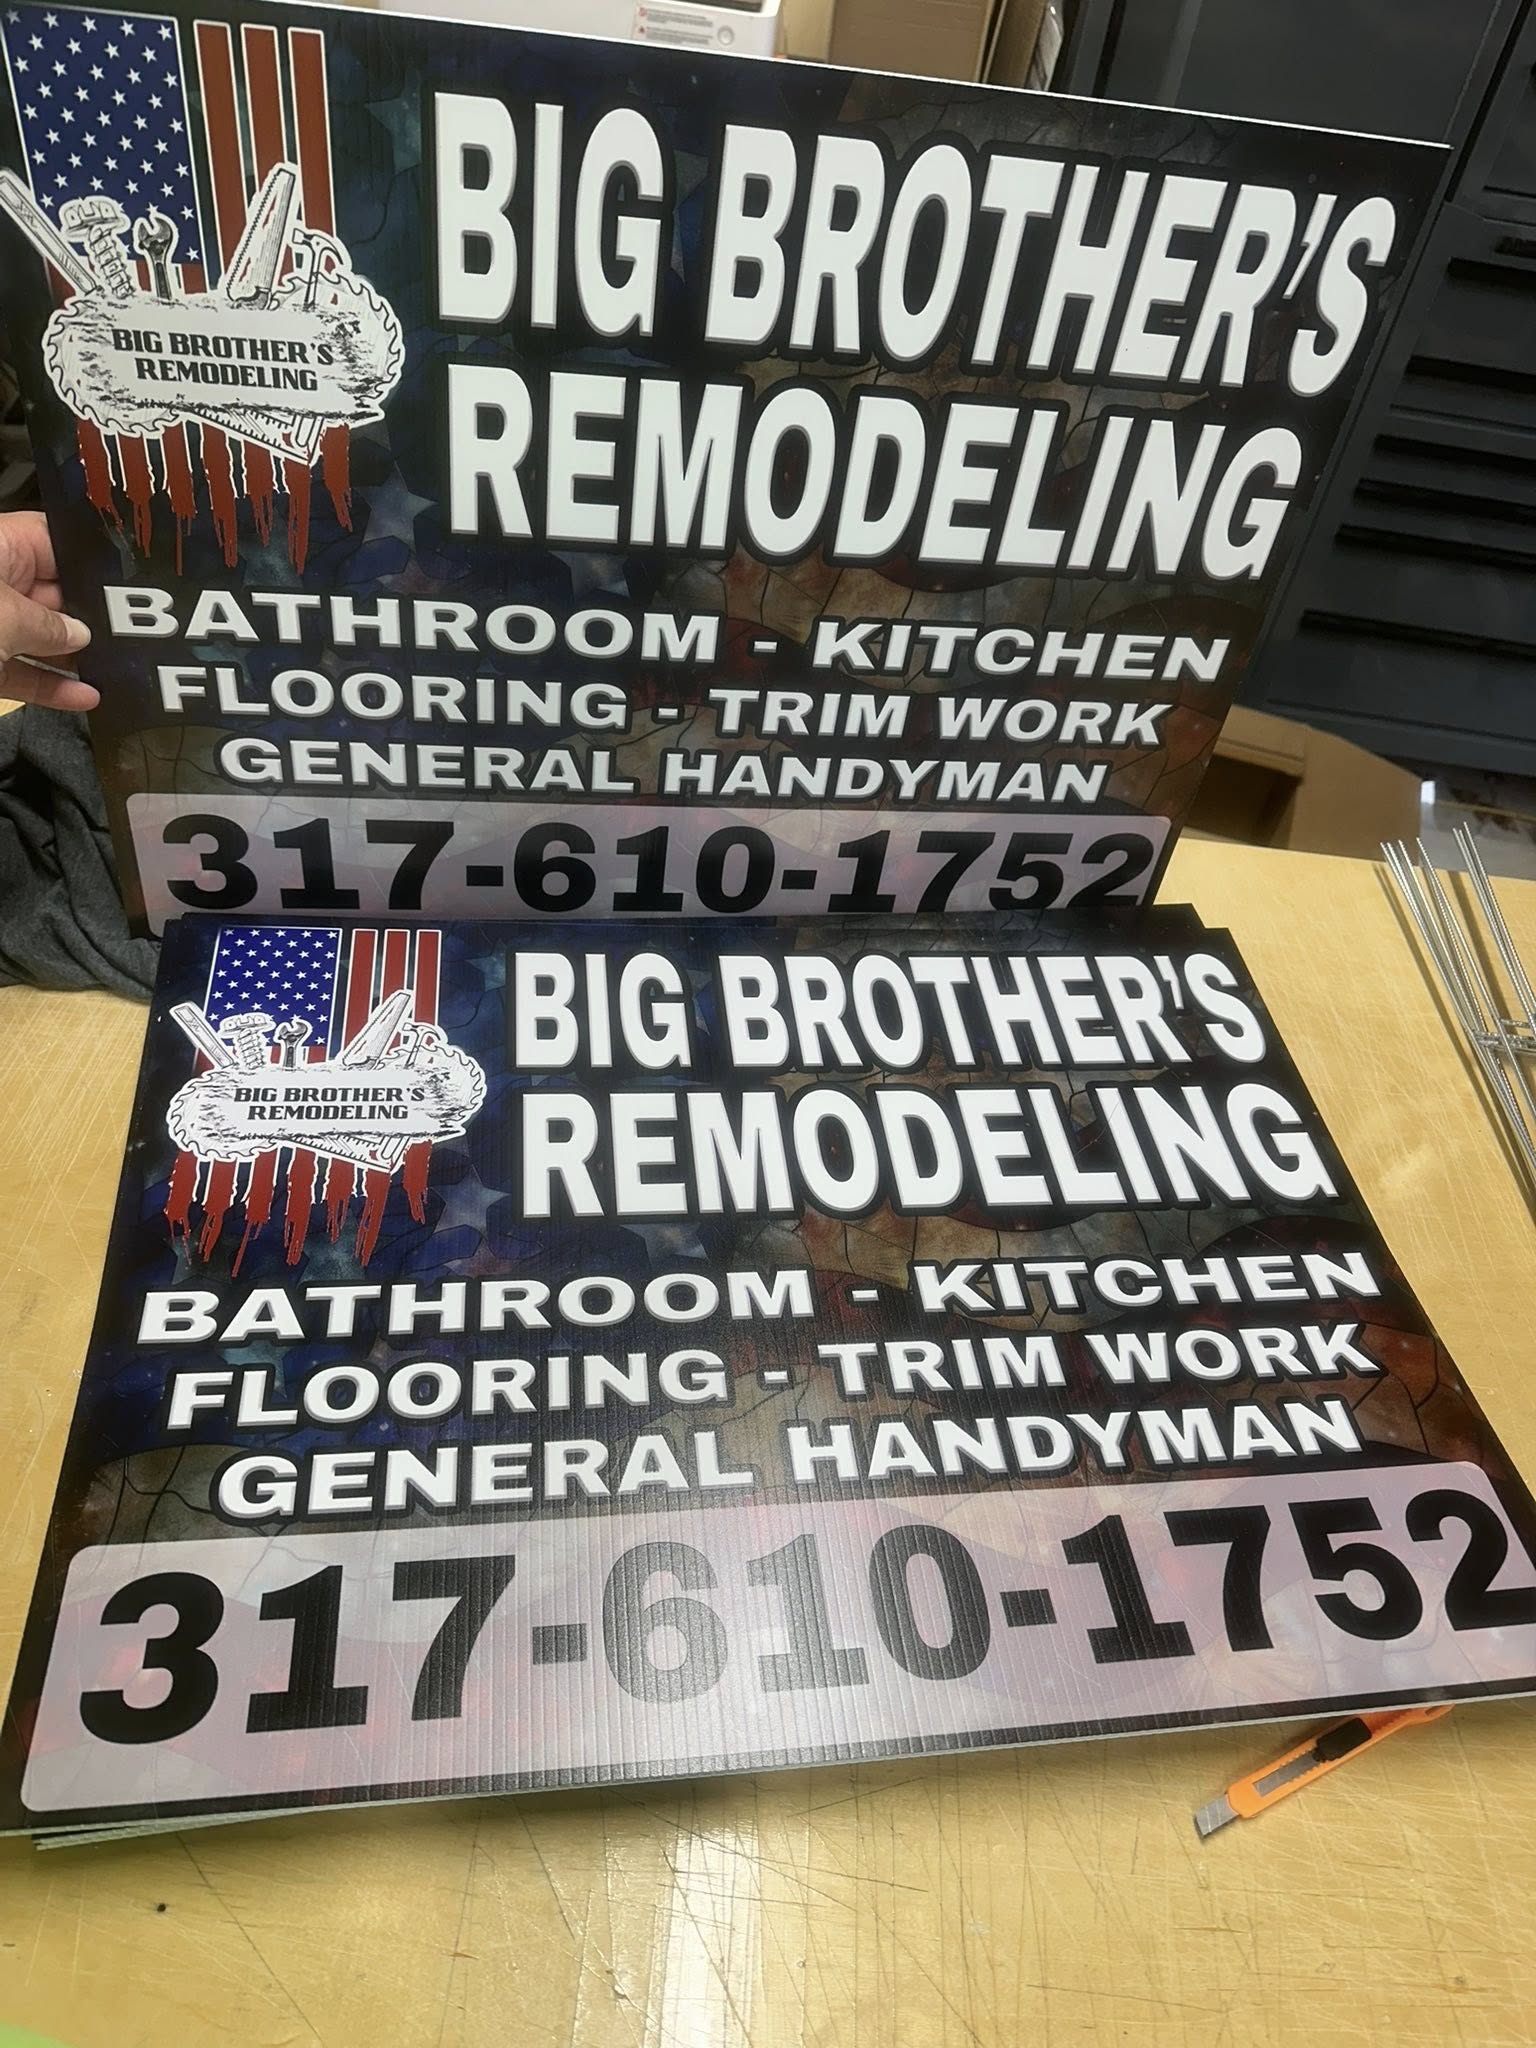 BIG BROTHER'S
REMODELING
BIG BROTHER'S
REMODELING
BATHROOM - KITCHEN
FLOORING - TRIM WORK
GENERAL HANDYMAN
317-610-1752
BIG BROTHER'S
REMODELING
BIG BROTHER'S
REMODELING
BATHROOM - KITCHEN
FLOORING - TRIM WORK
GENERAL HANDYMAN
317-610-1752